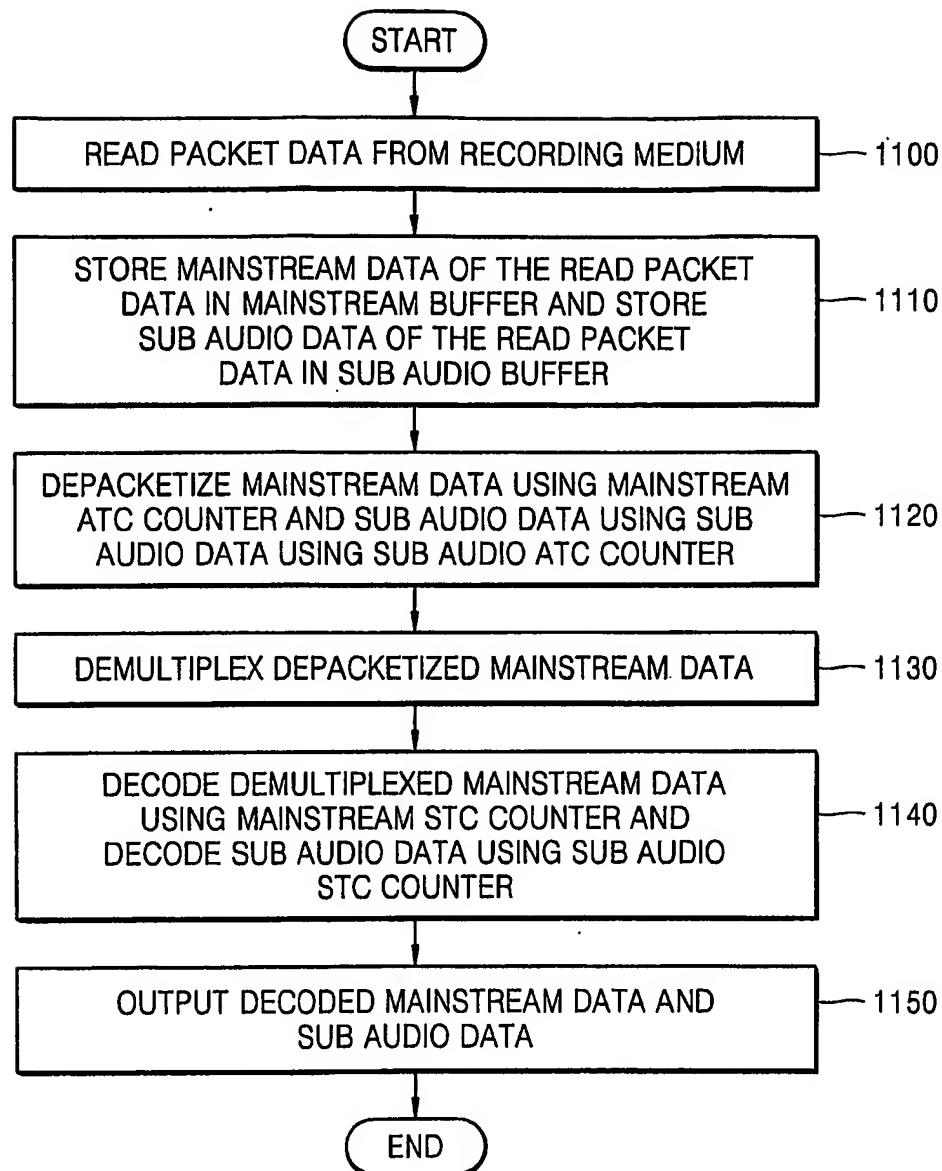 START
READ PACKET DATA FROM RECORDING MEDIUM
1100
STORE MAINSTREAM DATA OF THE READ PACKET
DATA IN MAINSTREAM BUFFER AND STORE
SUB AUDIO DATA OF THE READ PACKET
DATA IN SUB AUDIO BUFFER
1110
DEPACKETIZE MAINSTREAM DATA USING MAINSTREAM
ATC COUNTER AND SUB AUDIO DATA USING SUB
AUDIO DATA USING SUB AUDIO ATC COUNTER
1120
DEMULTIPLEX DEPACKETIZED MAINSTREAM DATA
1130
DECODE DEMULTIPLEXED MAINSTREAM DATA
USING MAINSTREAM STC COUNTER AND
DECODE SUB AUDIO DATA USING SUB AUDIO
STC COUNTER
1140
OUTPUT DECODED MAINSTREAM DATA AND
SUB AUDIO DATA
1150
END